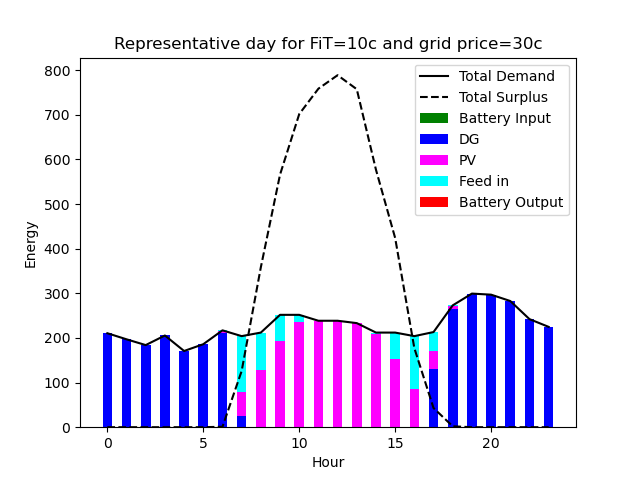 Representative day for FiT=10c and grid price=30c
Total Demand
Total Surplus
Battery Input
DG
PV
Feed in
Battery Output
800
700
600
500
400
300
200
100
0
Energy
0 5 10 15 20
Hour